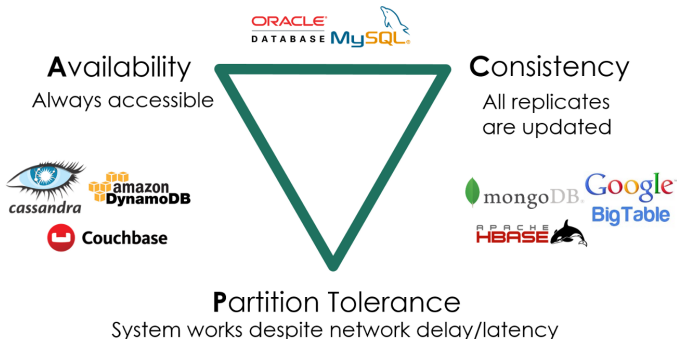 ORACLE
DATABASE
MySQL
Availability
Always accessible
Consistency
All replicates
are updated
cassandra
amazon
DynamoDB
Couchbase
mongoDB
Google
BigTable
APACHE
HBASE
Partition Tolerance
System works despite network delay/latency